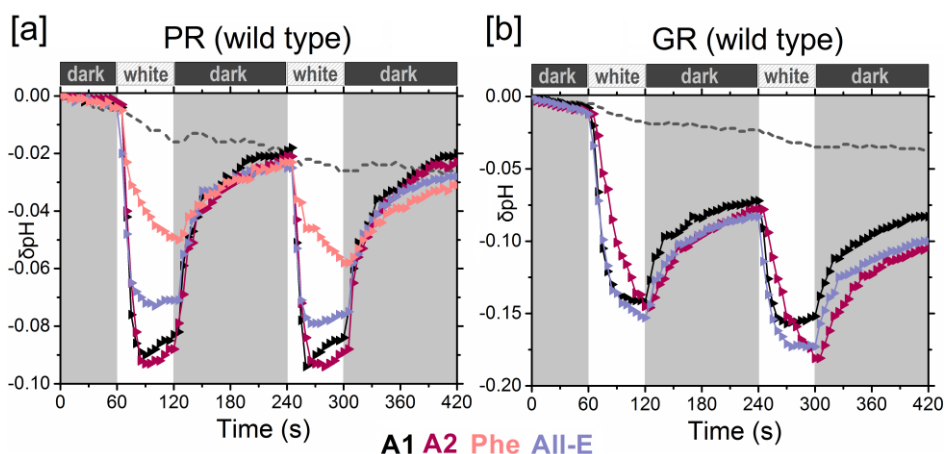 [a] PR (wild type)
dark white dark white dark
0.00
-0.02
-0.04
-0.06
-0.08
-0.10
δpH
0 60 120 180 240 300 360 420
Time (s)
[b] GR (wild type)
dark white dark white dark
0.00
-0.05
-0.10
-0.15
-0.20
δpH
0 60 120 180 240 300 360 420
Time (s)
A1 A2 Phe All-E